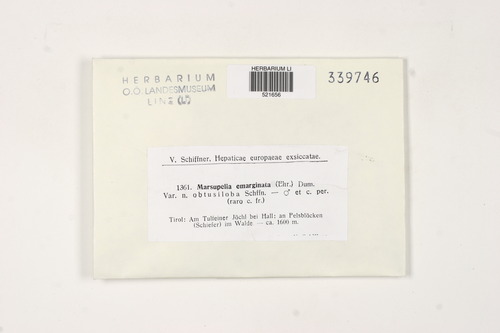 HERBARIUM
O.Ö. LANDESMUSEUM
LINZ
HERBARIUM LI
521656
339746
V. Schiffner, Hepaticae europaeae exsiccatae.
1361. Marsupella emarginata (Ehr.) Dum.
Var. n. obtusiloba Schffn. — ♂ et c. per.
(raro c. fr.)
Tirol: Am Tulfeiner Jöchl bei Hall; an Felsblöcken
(Schiefer) im Walde — ca. 1600 m.